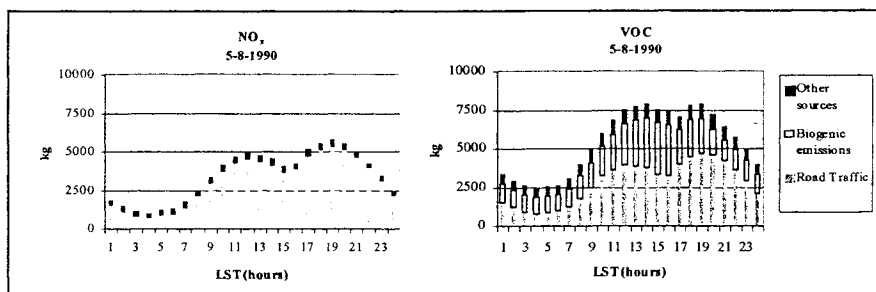 NOx
5-8-1990
10000
7500
5000
2500
0
kg
1 3 5 7 9 11 13 15 17 19 21 23
LST(hours)
VOC
5-8-1990
10000
7500
5000
2500
0
kg
1 3 5 7 9 11 13 15 17 19 21 23
LST(hours)
Other
sources
Biogenic
emissions
Road Traffic